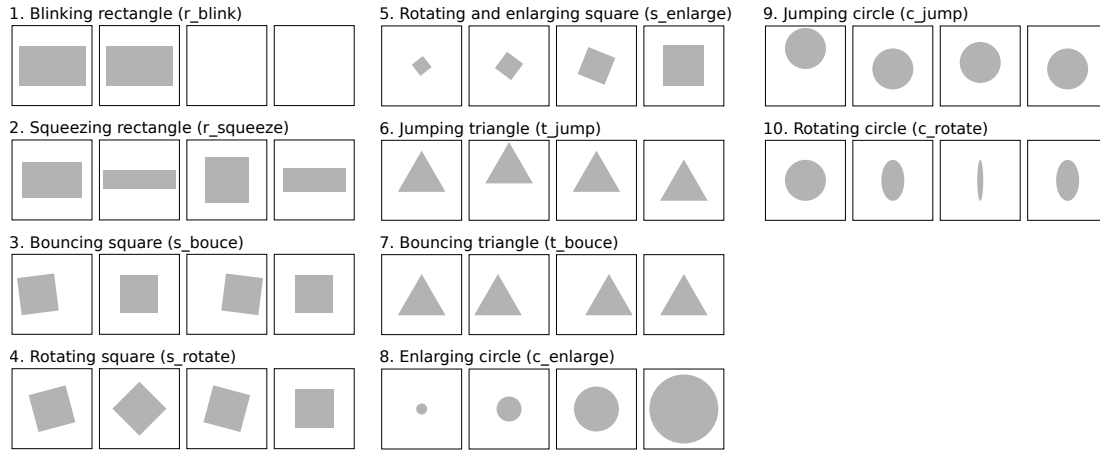 1. Blinking rectangle (r_blink)
2. Squeezing rectangle (r_squeeze)
3. Bouncing square (s_bouce)
4. Rotating square (s_rotate)
5. Rotating and enlarging square (s_enlarge)
6. Jumping triangle (t_jump)
7. Bouncing triangle (t_bouce)
8. Enlarging circle (c_enlarge)
9. Jumping circle (c_jump)
10. Rotating circle (c_rotate)